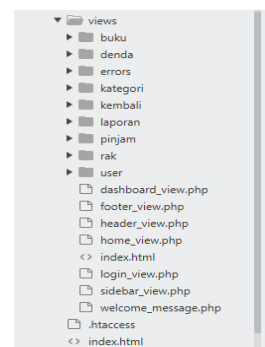 views
buku
denda
errors
kategori
kembali
laporan
pinjam
rak
user
dashboard_view.php
footer_view.php
header_view.php
home_view.php
index.html
login_view.php
sidebar_view.php
welcome_message.php
.htaccess
index.html